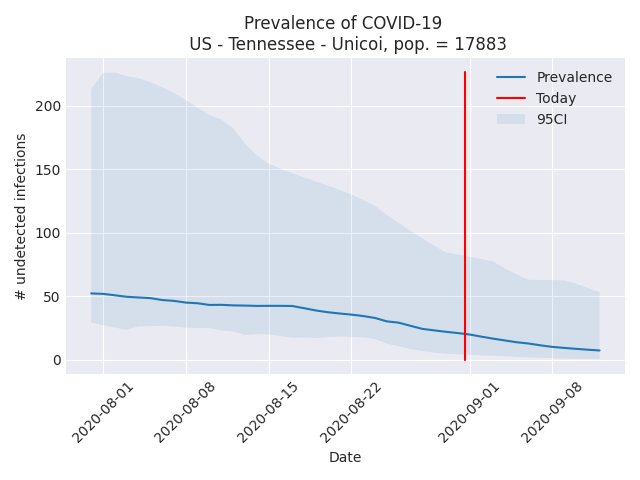 Prevalence of COVID-19
US - Tennessee - Unicoi, pop. = 17883
# undetected infections
200
150
100
50
0
Prevalence
Today
95CI
2020-08-01
2020-08-08
2020-08-15
2020-08-22
2020-09-01
2020-09-08
Date